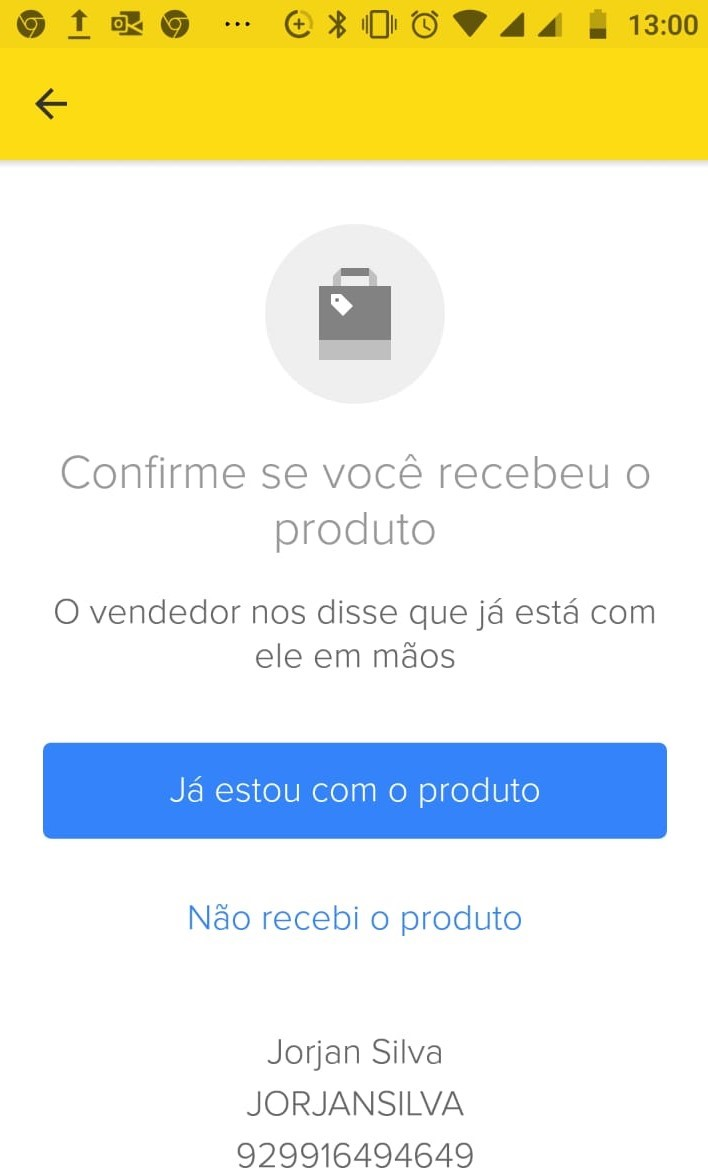 13:00
Confirme se você recebeu o
produto
O vendedor nos disse que já está com
ele em mãos
Já estou com o produto
Não recebi o produto
Jorjan Silva
JORJANSILVA
929916494649